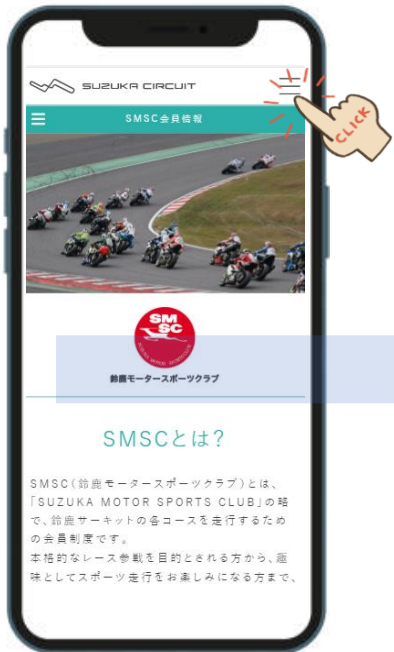 SUZUKA CIRCUIT
CLICK
SMSC会員情報
SM
SC
SUZUKA MOTOR SPORTS CLUB
鈴鹿モータースポーツクラブ
SMSCとは？
SMSC（鈴鹿モータースポーツクラブ）とは、
「SUZUKA MOTOR SPORTS CLUB」の略
で、鈴鹿サーキットの各コースを走行するため
の会員制度です。
本格的なレース参戦を目的とされる方から、趣
味としてスポーツ走行をお楽しみになる方まで、